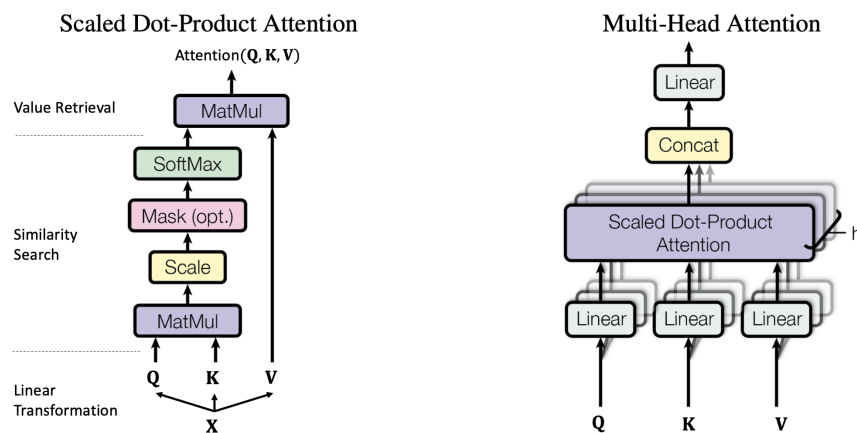 Scaled Dot-Product Attention
Attention(Q, K, V)
Value Retrieval
MatMul
SoftMax
Mask (opt.)
Similarity
Search
Scale
MatMul
Q K V
Linear
Transformation
X
Multi-Head Attention
Linear
Concat
Scaled Dot-Product
Attention
h
Linear Linear Linear
Q K V